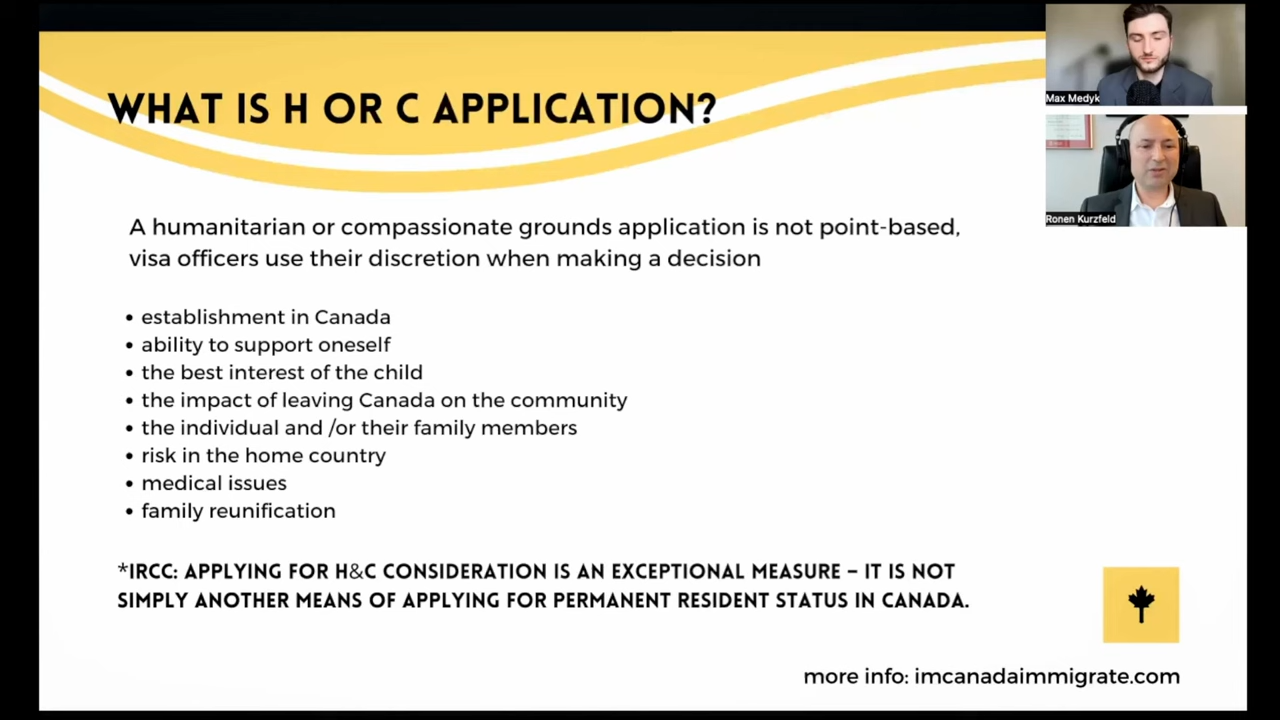 WHAT IS H OR C APPLICATION?
Max Medyk
Ronen Kurzfeld
A humanitarian or compassionate grounds application is not point-based,
visa officers use their discretion when making a decision
• establishment in Canada
• ability to support oneself
• the best interest of the child
• the impact of leaving Canada on the community
• the individual and /or their family members
• risk in the home country
• medical issues
• family reunification
*IRCC: APPLYING FOR H&C CONSIDERATION IS AN EXCEPTIONAL MEASURE – IT IS NOT
SIMPLY ANOTHER MEANS OF APPLYING FOR PERMANENT RESIDENT STATUS IN CANADA.
more info: imcanadaimmigrate.com